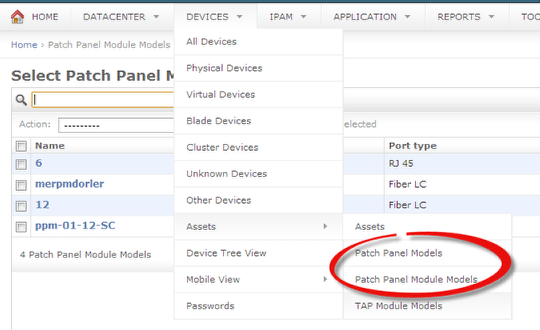 HOME DATACENTER DEVICES IPAM APPLICATION REPORTS
Home › Patch Panel Module Models
All Devices
Select Patch Panel M
Physical Devices
Virtual Devices
Blade Devices
Action: --------- elected
Cluster Devices
Name Port type
6 RJ 45
Unknown Devices
merpmdorler Fiber LC
Other Devices
12 Fiber LC
ppm-01-12-SC
Assets Assets
4 Patch Panel Module Models
Device Tree View Patch Panel Models
Mobile View Patch Panel Module Models
Passwords TAP Module Models